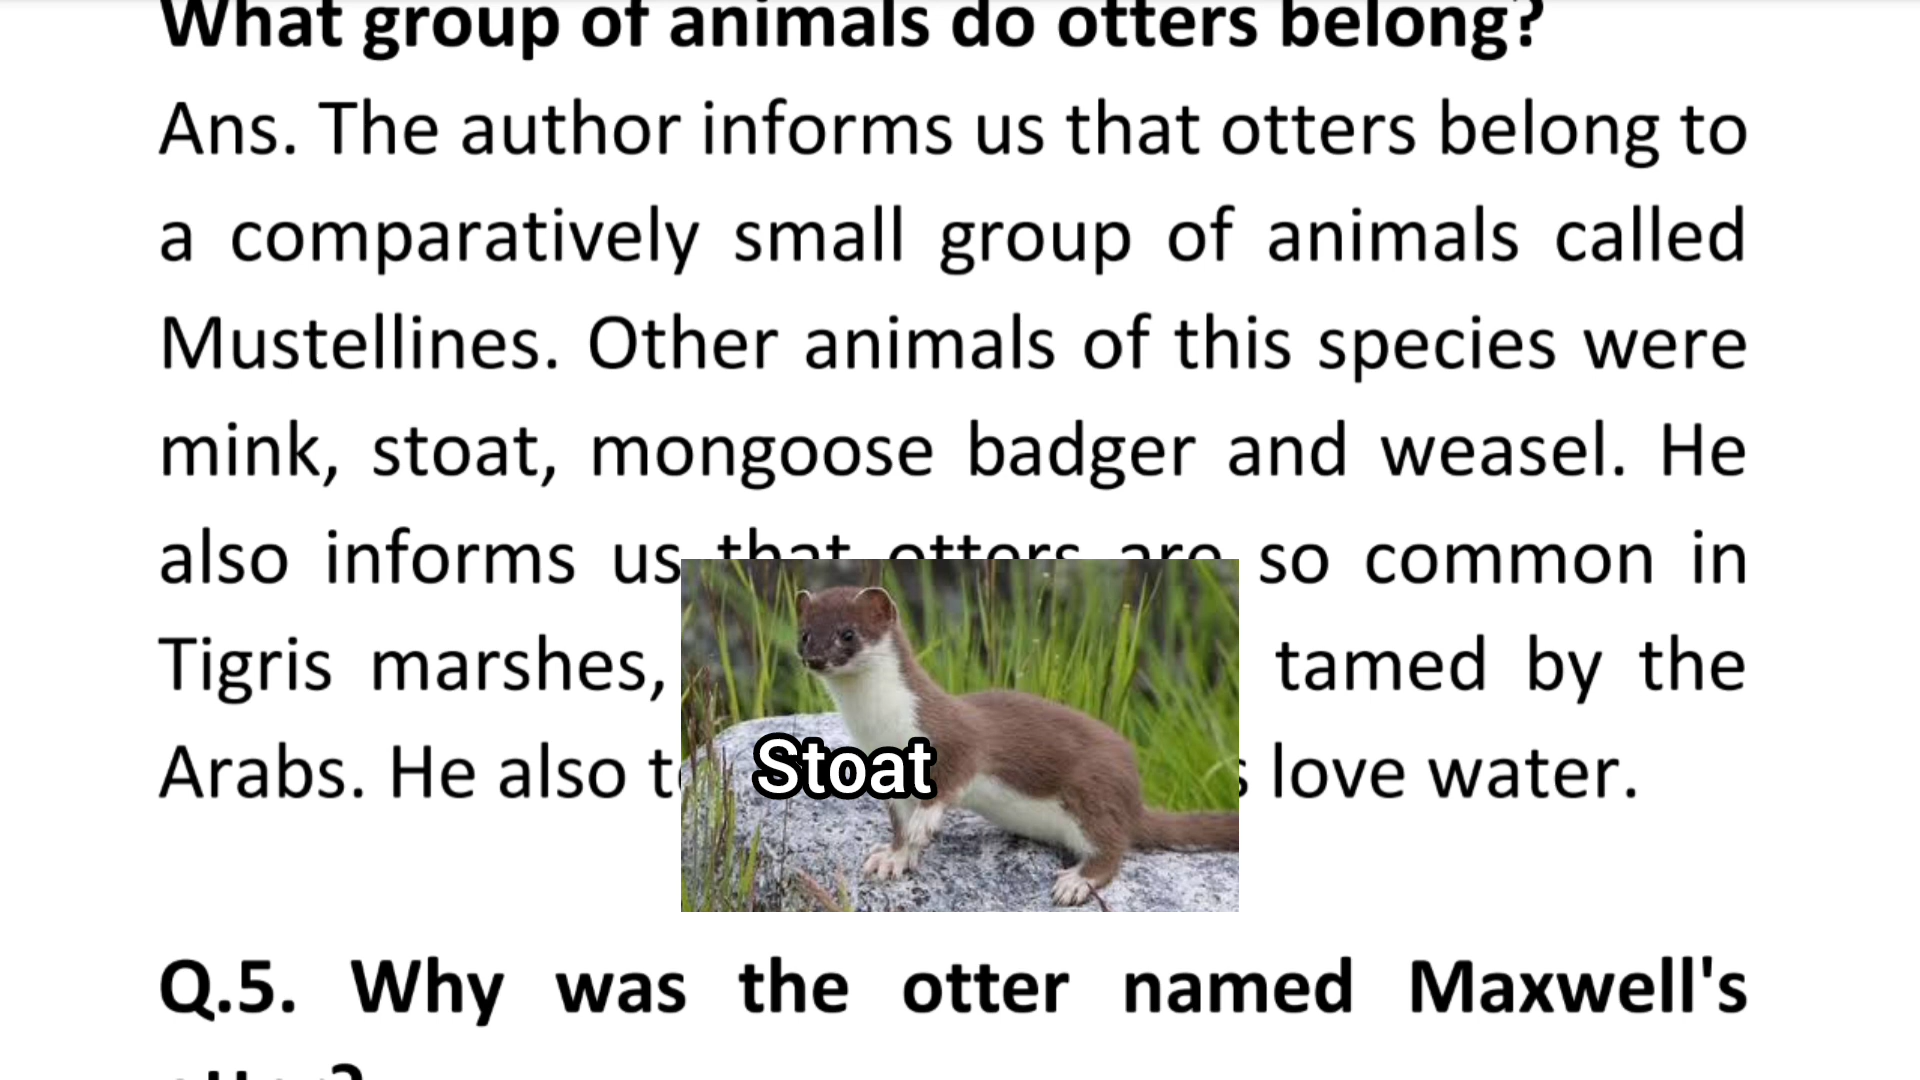 What group of animals do otters belong?
Ans. The author informs us that otters belong to
a comparatively small group of animals called
Mustellines. Other animals of this species were
mink, stoat, mongoose badger and weasel. He
also informs us that otters are so common in
Tigris marshes, tamed by the
Arabs. He also love water.
Stoat
Q.5. Why was the otter named Maxwell's